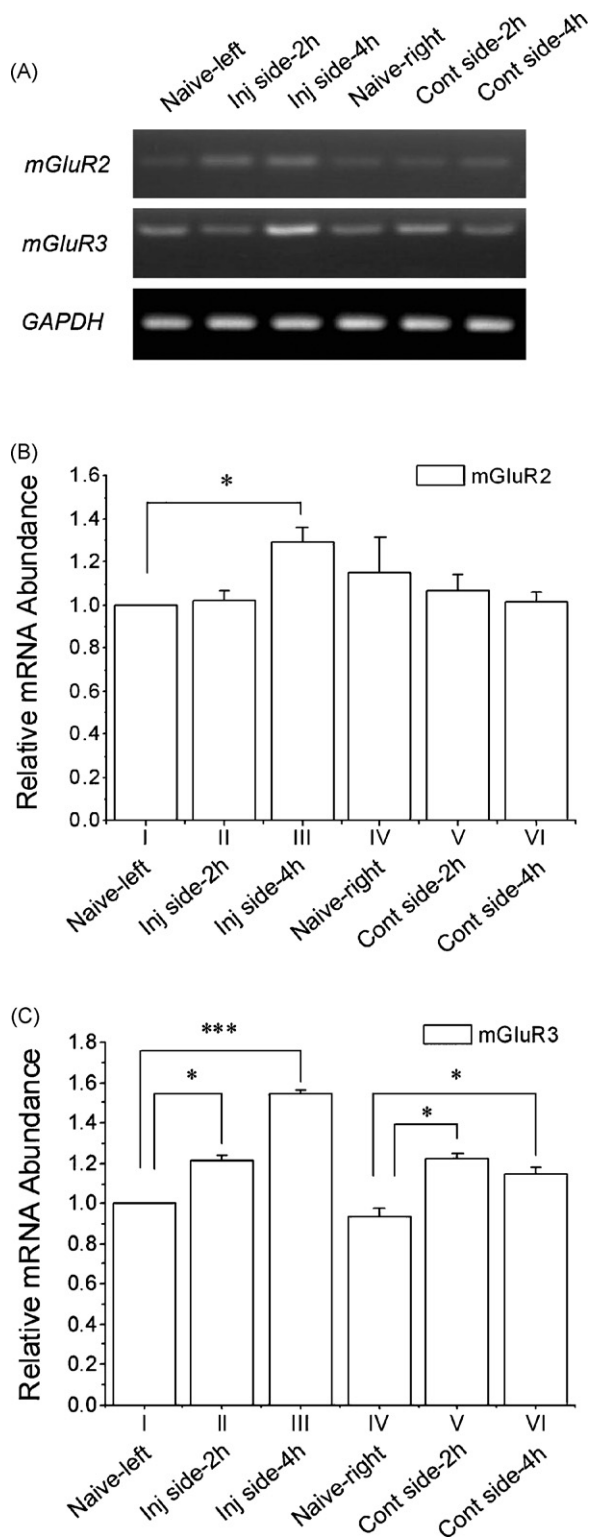 (A)
Naive-left
Inj side-2h
Inj side-4h
Naive-right
Cont side-2h
Cont side-4h
mGluR2
mGluR3
GAPDH
(B)
Relative mRNA Abundance
1.6
1.4
1.2
1.0
0.8
0.6
0.4
0.2
0.0
*
mGluR2
I II III IV V VI
Naive-left
Inj side-2h
Inj side-4h
Naive-right
Cont side-2h
Cont side-4h
(C)
Relative mRNA Abundance
1.8
1.6
1.4
1.2
1.0
0.8
0.6
0.4
0.2
0.0
***
*
*
*
mGluR3
I II III IV V VI
Naive-left
Inj side-2h
Inj side-4h
Naive-right
Cont side-2h
Cont side-4h